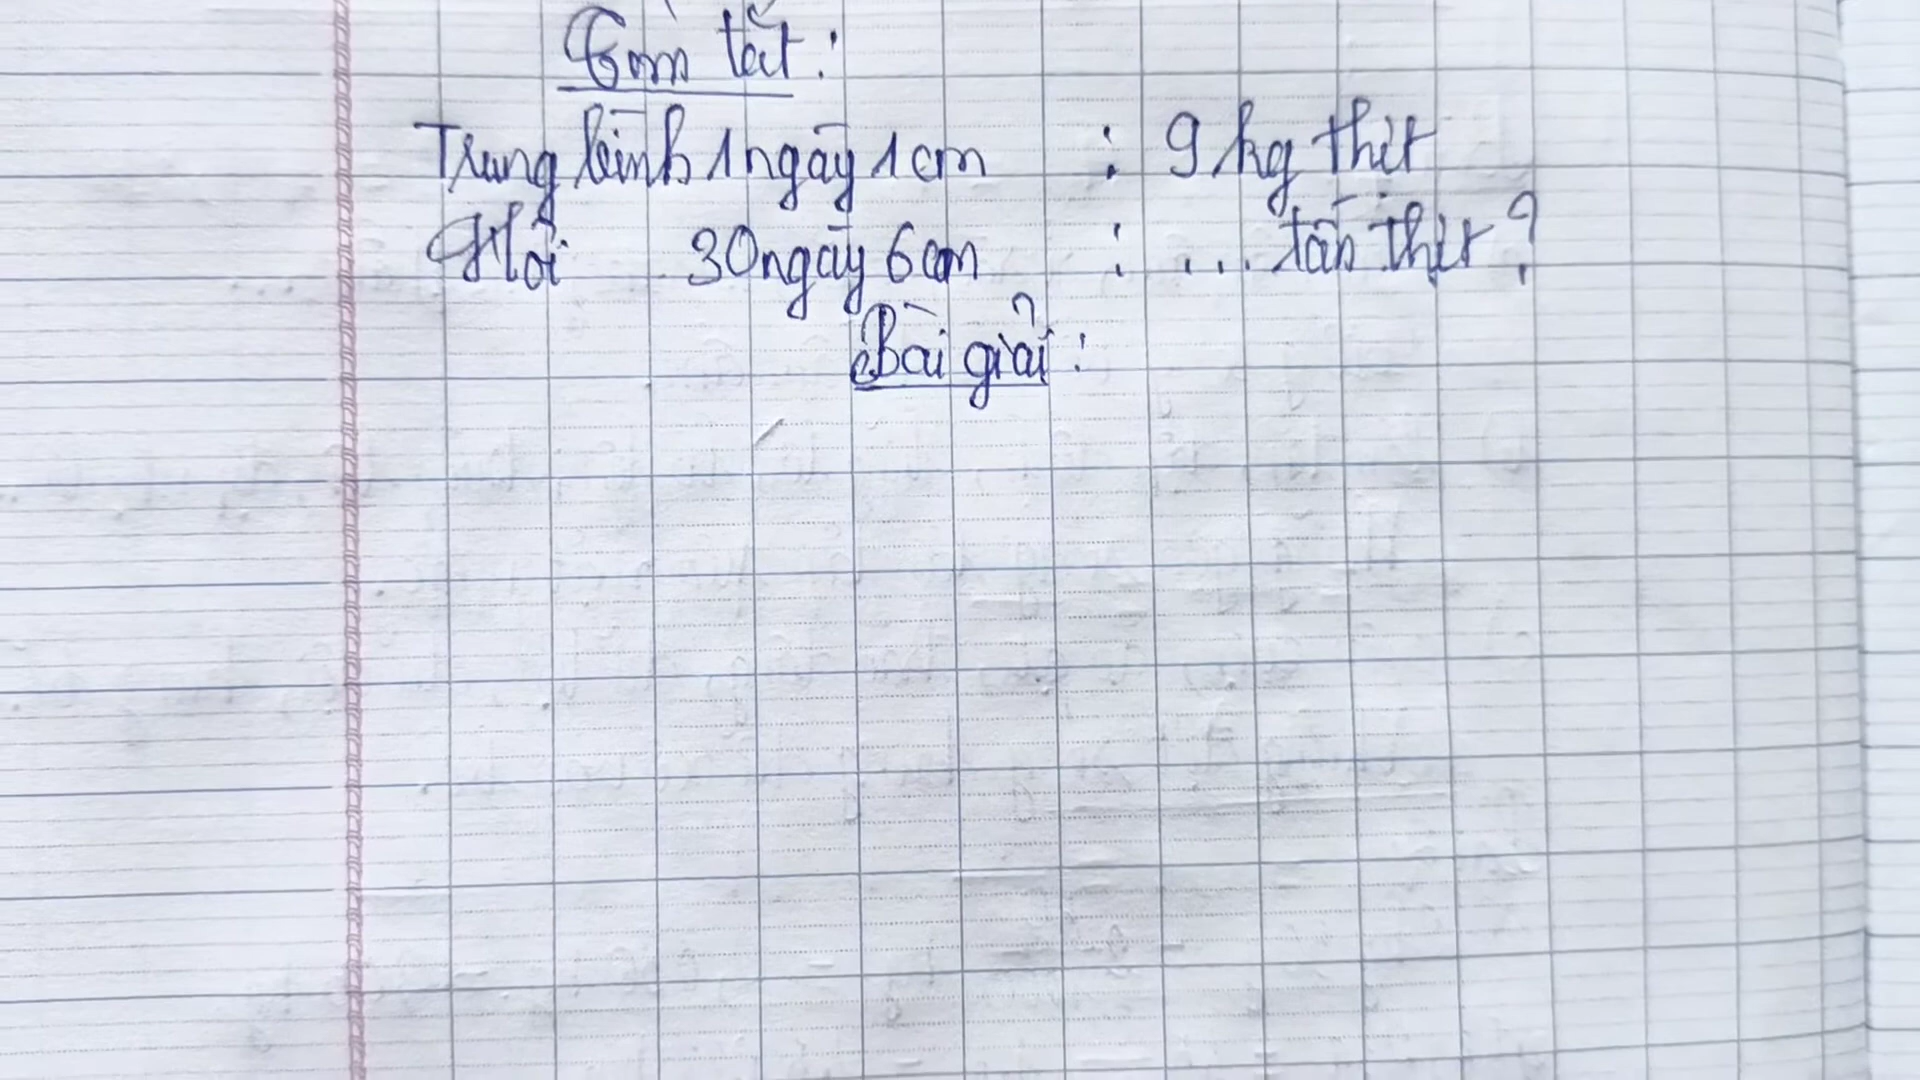 Tóm tắt:
Trung bình 1 ngày 1 con : 9 kg thịt
Hỏi 30 ngày 6 con : ... tấn thịt?
Bài giải: